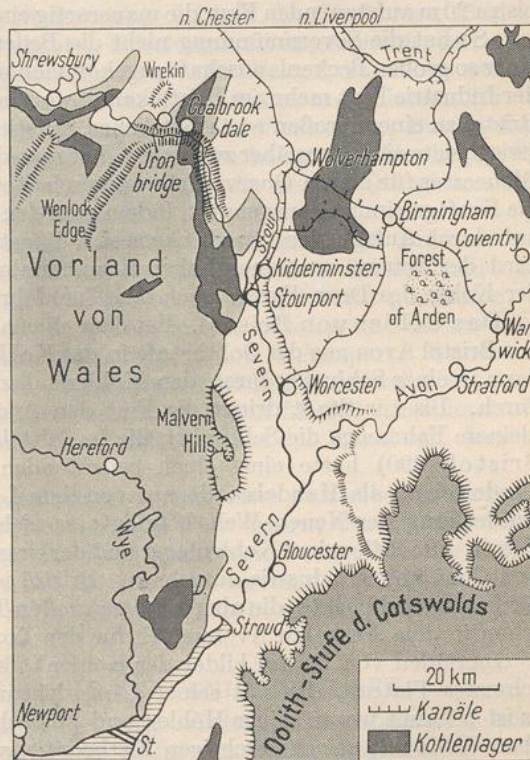 n. Chester
n. Liverpool
Trent
Shrewsbury
Wrekin
Coalbrook
dale
Iron
bridge
Wolverhampton
Wenlock
Edge
Stour
Birmingham
Coventry
Vorland
von
Wales
Kidderminster
Stourport
Forest
of Arden
War
wick
Severn
Worcester
Avon
Stratford
Malvern
Hills
Hereford
Wye
Severn
Gloucester
D.
Stroud
Oolith-Stufe d. Cotswolds
Newport
St.
20 km
Kanäle
Kohlenlager